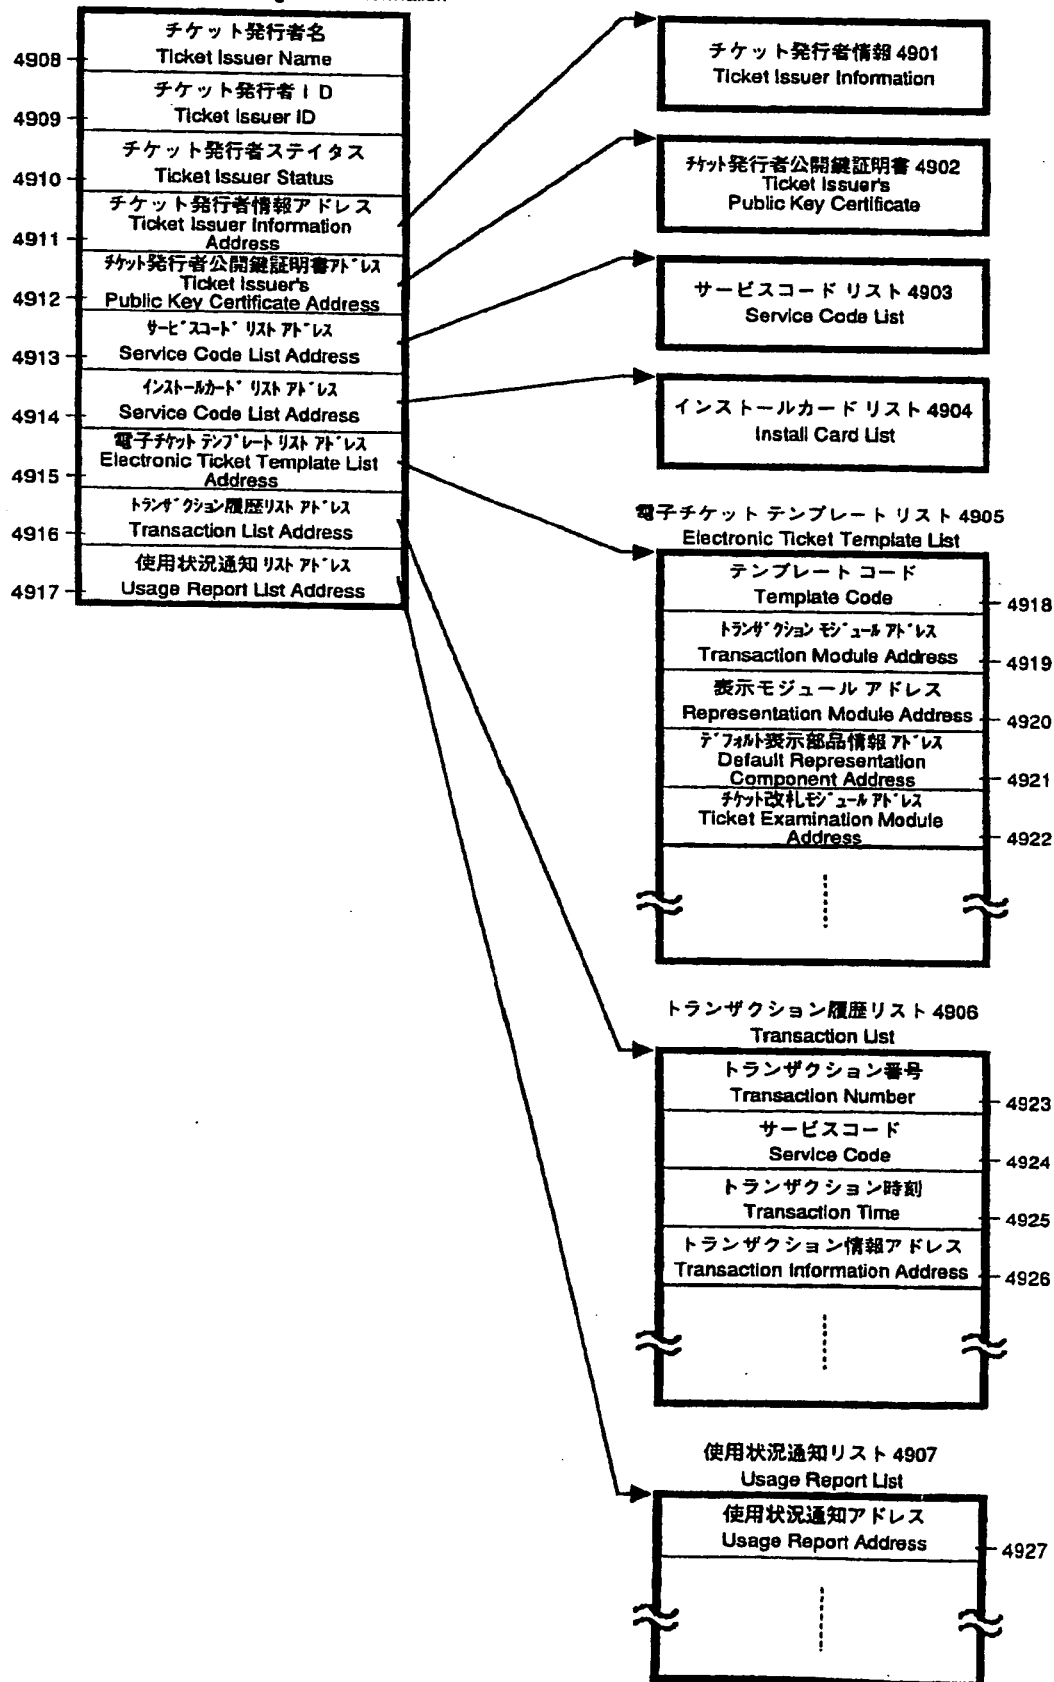 チケット発行者名
Ticket Issuer Name
4908
チケット発行者ID
Ticket Issuer ID
4909
チケット発行者ステイタス
Ticket Issuer Status
4910
チケット発行者情報アドレス
Ticket Issuer Information
Address
4911
チケット発行者公開鍵証明書アドレス
Ticket Issuer's
Public Key Certificate Address
4912
サービスコード リスト アドレス
Service Code List Address
4913
インストールカード リスト アドレス
Service Code List Address
4914
電子チケット テンプレート リスト アドレス
Electronic Ticket Template List
Address
4915
トランザクション履歴リスト アドレス
Transaction List Address
4916
使用状況通知 リスト アドレス
Usage Report List Address
4917
チケット発行者情報 4901
Ticket Issuer Information
チケット発行者公開鍵証明書 4902
Ticket Issuer's
Public Key Certificate
サービスコード リスト 4903
Service Code List
インストールカード リスト 4904
Install Card List
電子チケット テンプレート リスト 4905
Electronic Ticket Template List
テンプレート コード
Template Code
4918
トランザクション モジュール アドレス
Transaction Module Address
4919
表示モジュール アドレス
Representation Module Address
4920
デフォルト表示部品情報 アドレス
Default Representation
Component Address
4921
チケット改札モジュール アドレス
Ticket Examination Module
Address
4922
トランザクション履歴リスト 4906
Transaction List
トランザクション番号
Transaction Number
4923
サービスコード
Service Code
4924
トランザクション時刻
Transaction Time
4925
トランザクション情報アドレス
Transaction Information Address
4926
使用状況通知リスト 4907
Usage Report List
使用状況通知アドレス
Usage Report Address
4927